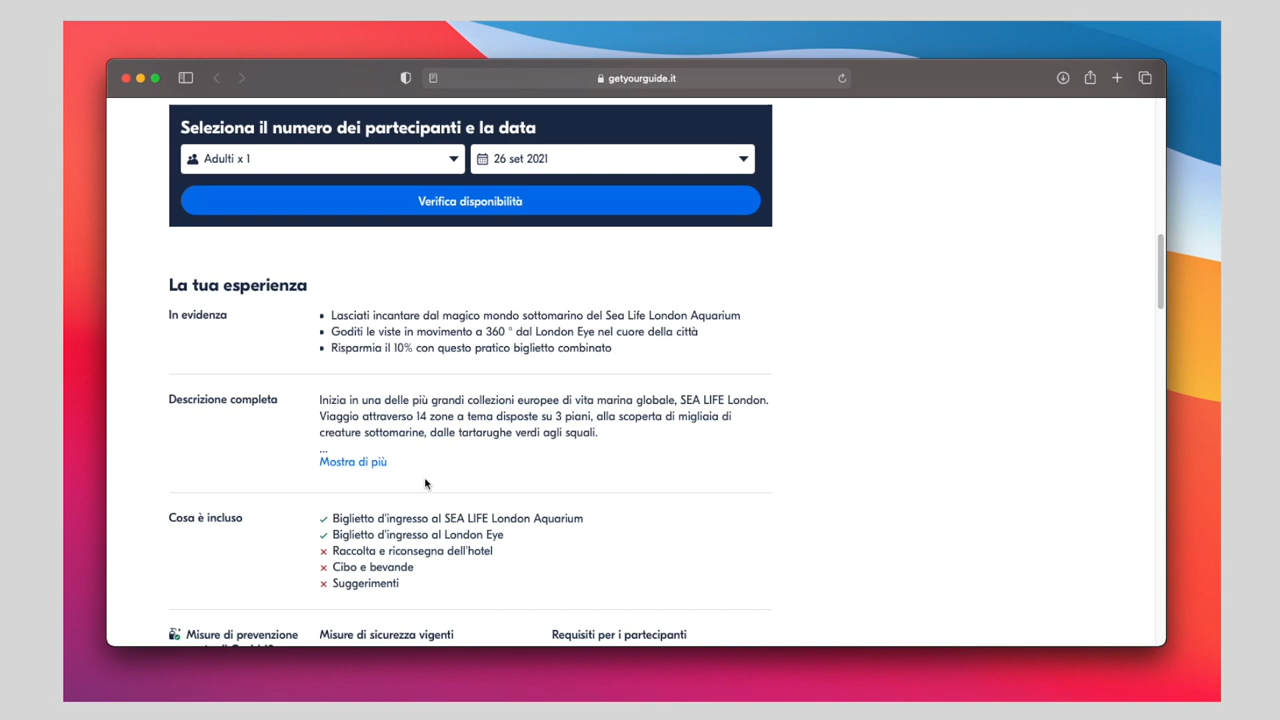 getyourguide.it
Seleziona il numero dei partecipanti e la data
Adulti x 1
26 set 2021
Verifica disponibilità
La tua esperienza
In evidenza
• Lasciati incantare dal magico mondo sottomarino del Sea Life London Aquarium
• Goditi le viste in movimento a 360 ° dal London Eye nel cuore della città
• Risparmia il 10% con questo pratico biglietto combinato
Descrizione completa
Inizia in una delle più grandi collezioni europee di vita marina globale, SEA LIFE London.
Viaggio attraverso 14 zone a tema disposte su 3 piani, alla scoperta di migliaia di
creature sottomarine, dalle tartarughe verdi agli squali.
...
Mostra di più
Cosa è incluso
✓ Biglietto d'ingresso al SEA LIFE London Aquarium
✓ Biglietto d'ingresso al London Eye
× Raccolta e riconsegna dell'hotel
× Cibo e bevande
× Suggerimenti
Misure di prevenzione
Misure di sicurezza vigenti
Requisiti per i partecipanti